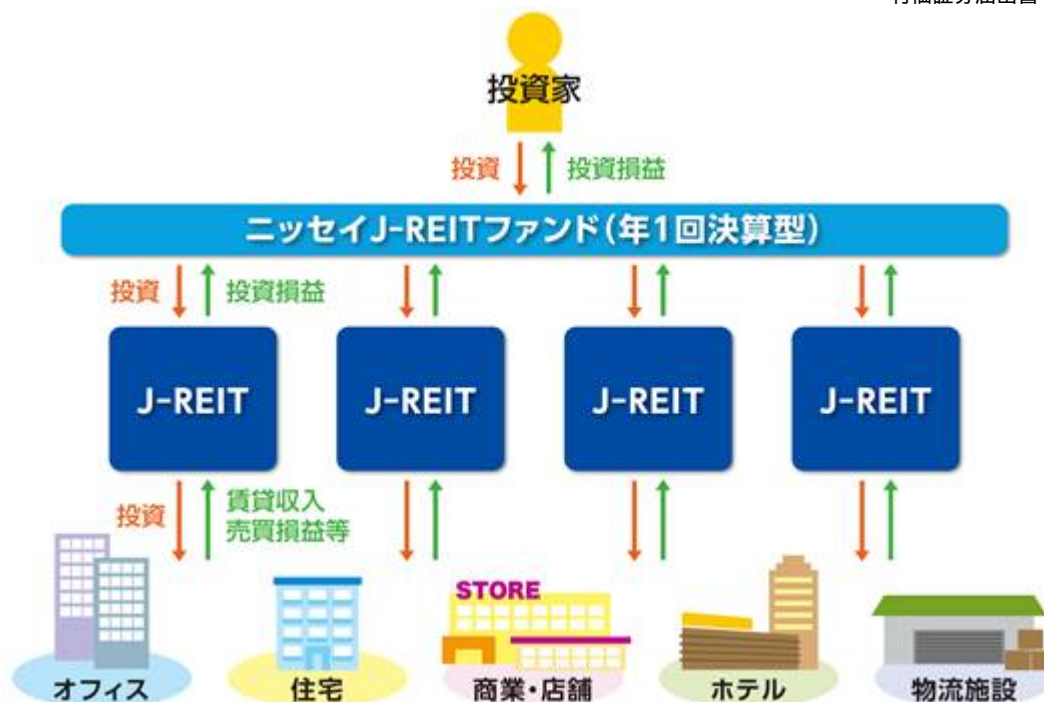 投資家
投資
投資損益
ニッセイJ-REITファンド(年1回決算型)
投資
投資損益
J-REIT
J-REIT
J-REIT
J-REIT
投資
賃貸収入
売買損益等
STORE
オフィス
住宅
商業・店舗
ホテル
物流施設